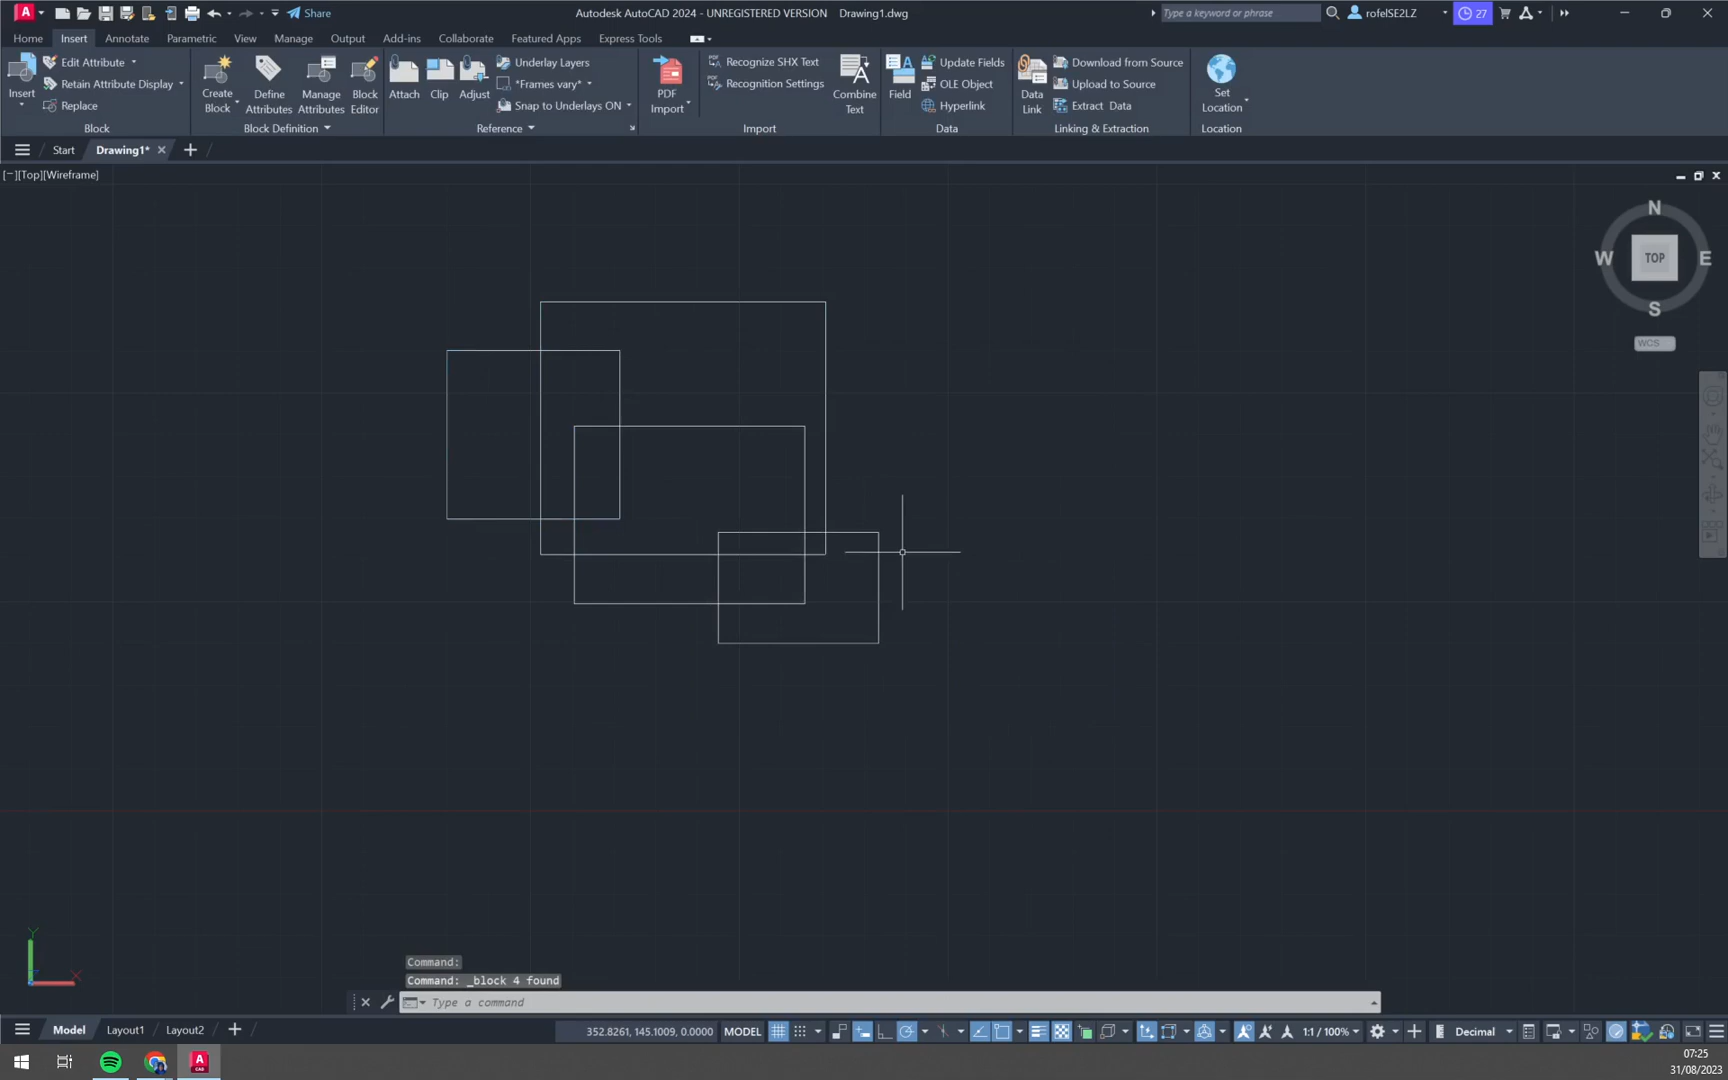 A CAD Share Autodesk AutoCAD 2024 - UNREGISTERED VERSION Drawing1.dwg Type a keyword or phrase rofelSE2LZ 27
Home Insert Annotate Parametric View Manage Output Add-ins Collaborate Featured Apps Express Tools
Edit Attribute Underlay Layers Recognize SHX Text Update Fields Download from Source
Retain Attribute Display *Frames vary* Recognition Settings OLE Object Upload to Source
Replace Snap to Underlays ON Hyperlink Extract Data
Insert Create Block Define Attributes Manage Attributes Block Editor Attach Clip Adjust PDF Import Combine Text Field Data Link Set Location
Block Block Definition Reference Import Data Linking & Extraction Location
Start Drawing1*
[−][Top][Wireframe]
N
W TOP E
S
WCS
Y
X
Command:
Command: _block 4 found
Type a command
Model Layout1 Layout2 352.8261, 145.1009, 0.0000 MODEL 1:1 / 100% Decimal
A CAD
07:25
31/08/2023